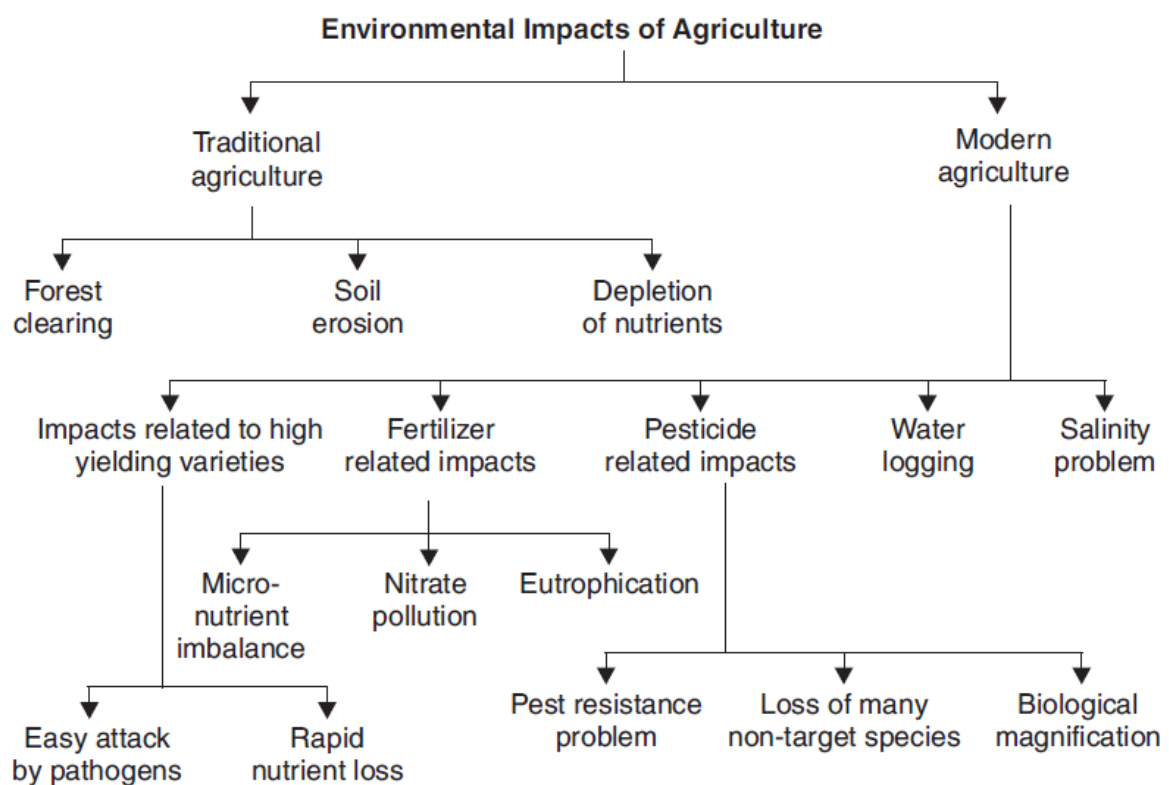 Environmental Impacts of Agriculture
Traditional
agriculture
Modern
agriculture
Forest
clearing
Soil
erosion
Depletion
of nutrients
Impacts related to high
yielding varieties
Fertilizer
related impacts
Pesticide
related impacts
Water
logging
Salinity
problem
Micro-
nutrient
imbalance
Nitrate
pollution
Eutrophication
Easy attack
by pathogens
Rapid
nutrient loss
Pest resistance
problem
Loss of many
non-target species
Biological
magnification